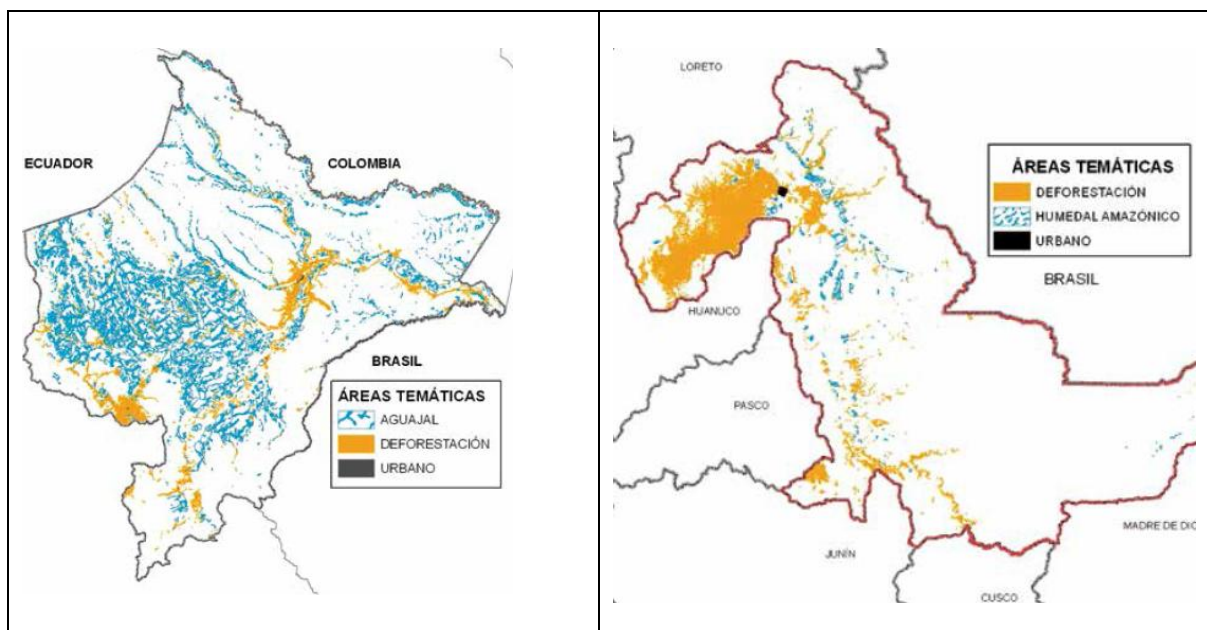 ECUADOR
COLOMBIA
BRASIL
ÁREAS TEMÁTICAS
AGUAJAL
DEFORESTACIÓN
URBANO
LORETO
ÁREAS TEMÁTICAS
DEFORESTACIÓN
HUMEDAL AMAZÓNICO
URBANO
BRASIL
HUANUCO
PASCO
MADRE DE DIO
JUNÍN
CUSCO